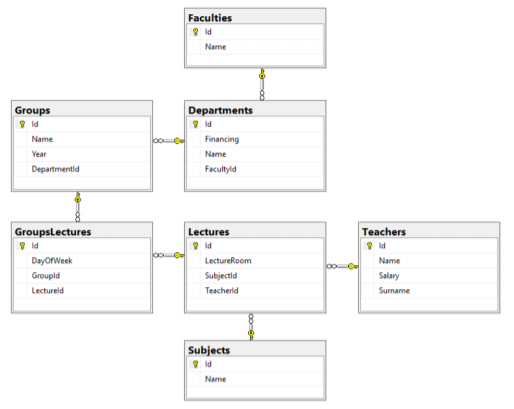 Faculties
Id
Name
Groups
Id
Name
Year
DepartmentId
Departments
Id
Financing
Name
FacultyId
GroupsLectures
Id
DayOfWeek
GroupId
LectureId
Lectures
Id
LectureRoom
SubjectId
TeacherId
Teachers
Id
Name
Salary
Surname
Subjects
Id
Name